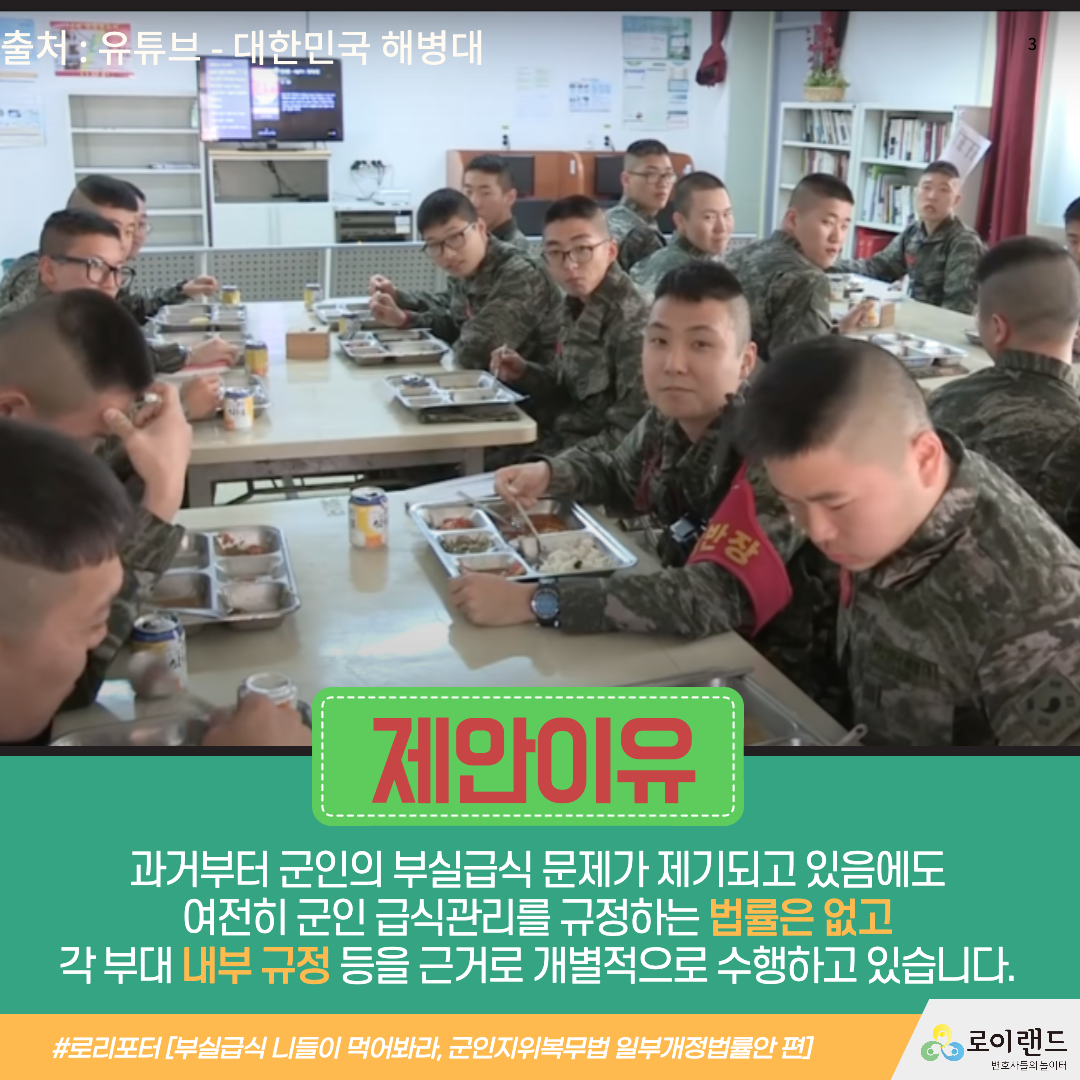 출처 : 유튜브 - 대한민국 해병대
3
반장
제안이유
과거부터 군인의 부실급식 문제가 제기되고 있음에도
여전히 군인 급식관리를 규정하는 법률은 없고
각 부대 내부 규정 등을 근거로 개별적으로 수행하고 있습니다.
#로리포터 [부실급식 니들이 먹어봐라, 군인지위복무법 일부개정법률안 편]
로이랜드
변호사들의 놀이터